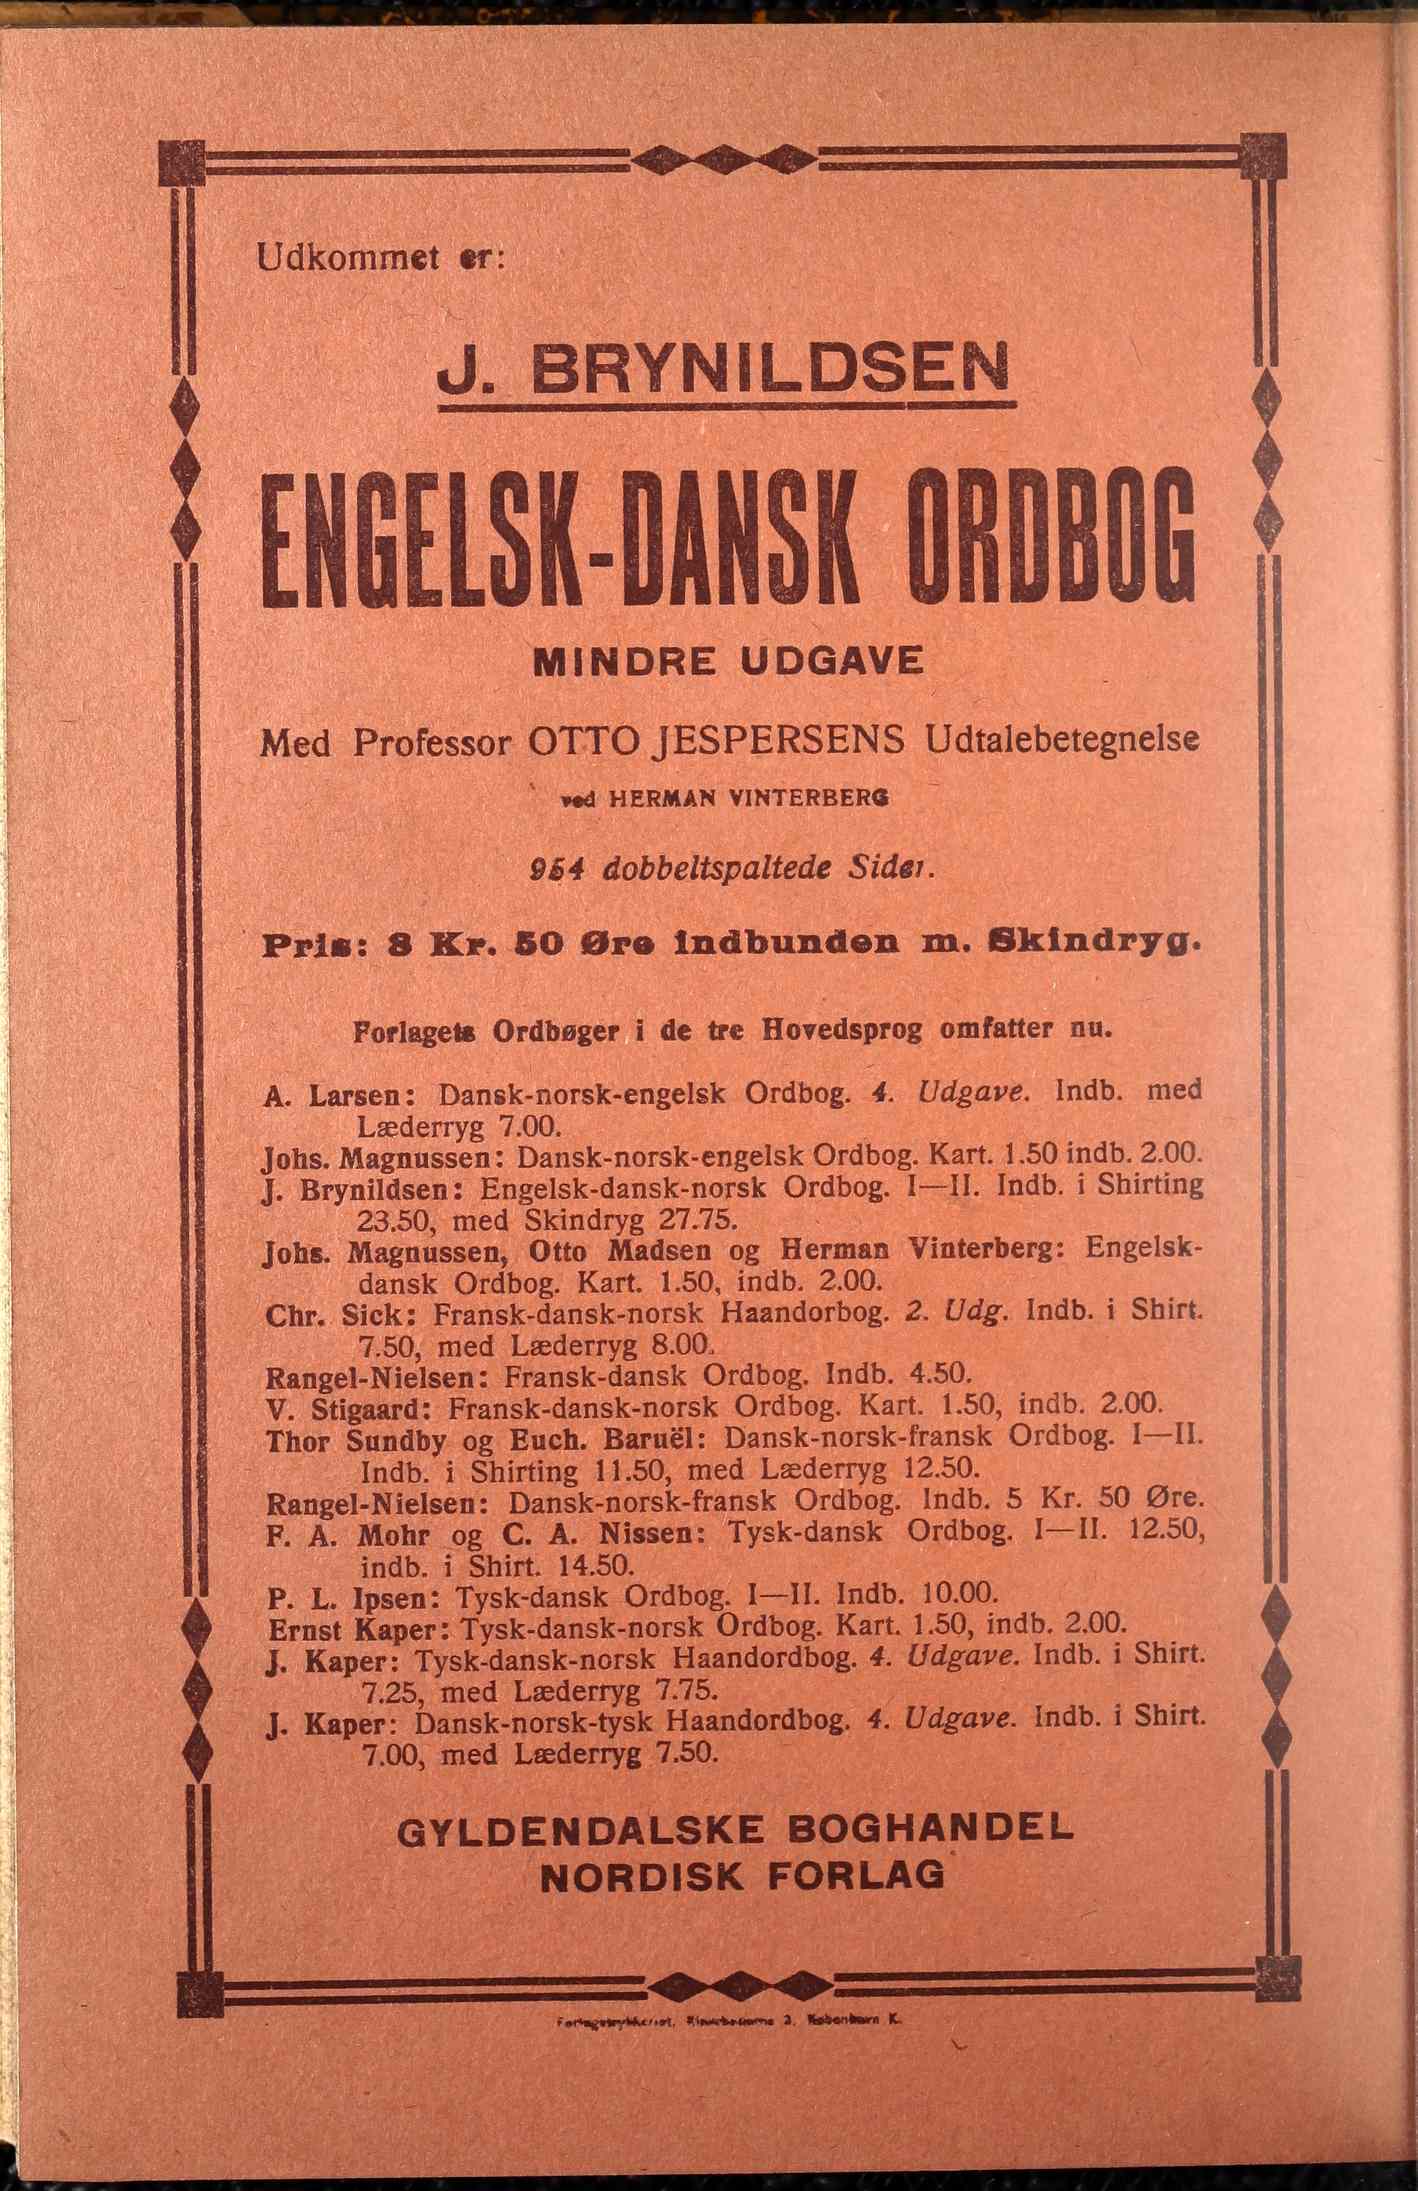 Udkommet er:
J. BRYNILDSEN
ENGELSK-DANSK ORDBOG
MINDRE UDGAVE
Med Professor OTTO JESPERSENS Udtalebetegnelse
ved HERMAN VINTERBERG
954 dobbeltspaltede Sider.
Pris: 8 Kr. 50 Øre indbunden m. Skindryg.
Forlagets Ordbøger i de tre Hovedsprog omfatter nu.
A. Larsen: Dansk-norsk-engelsk Ordbog. 4. Udgave. Indb. med
Læderryg 7.00.
Johs. Magnussen: Dansk-norsk-engelsk Ordbog. Kart. 1.50 indb. 2.00.
J. Brynildsen: Engelsk-dansk-norsk Ordbog. I—II. Indb. i Shirting
23.50, med Skindryg 27.75.
Johs. Magnussen, Otto Madsen og Herman Vinterberg: Engelsk-
dansk Ordbog. Kart. 1.50, indb. 2.00.
Chr. Sick: Fransk-dansk-norsk Haandorbog. 2. Udg. Indb. i Shirt.
7.50, med Læderryg 8.00.
Rangel-Nielsen: Fransk-dansk Ordbog. Indb. 4.50.
V. Stigaard: Fransk-dansk-norsk Ordbog. Kart. 1.50, indb. 2.00.
Thor Sundby og Euch. Baruël: Dansk-norsk-fransk Ordbog. I—II.
Indb. i Shirting 11.50, med Læderryg 12.50.
Rangel-Nielsen: Dansk-norsk-fransk Ordbog. Indb. 5 Kr. 50 Øre.
F. A. Mohr og C. A. Nissen: Tysk-dansk Ordbog. I—II. 12.50,
indb. i Shirt. 14.50.
P. L. Ipsen: Tysk-dansk Ordbog. I—II. Indb. 10.00.
Ernst Kaper: Tysk-dansk-norsk Ordbog. Kart. 1.50, indb. 2.00.
J. Kaper: Tysk-dansk-norsk Haandordbog. 4. Udgave. Indb. i Shirt.
7.25, med Læderryg 7.75.
J. Kaper: Dansk-norsk-tysk Haandordbog. 4. Udgave. Indb. i Shirt.
7.00, med Læderryg 7.50.
GYLDENDALSKE BOGHANDEL
NORDISK FORLAG
København K.